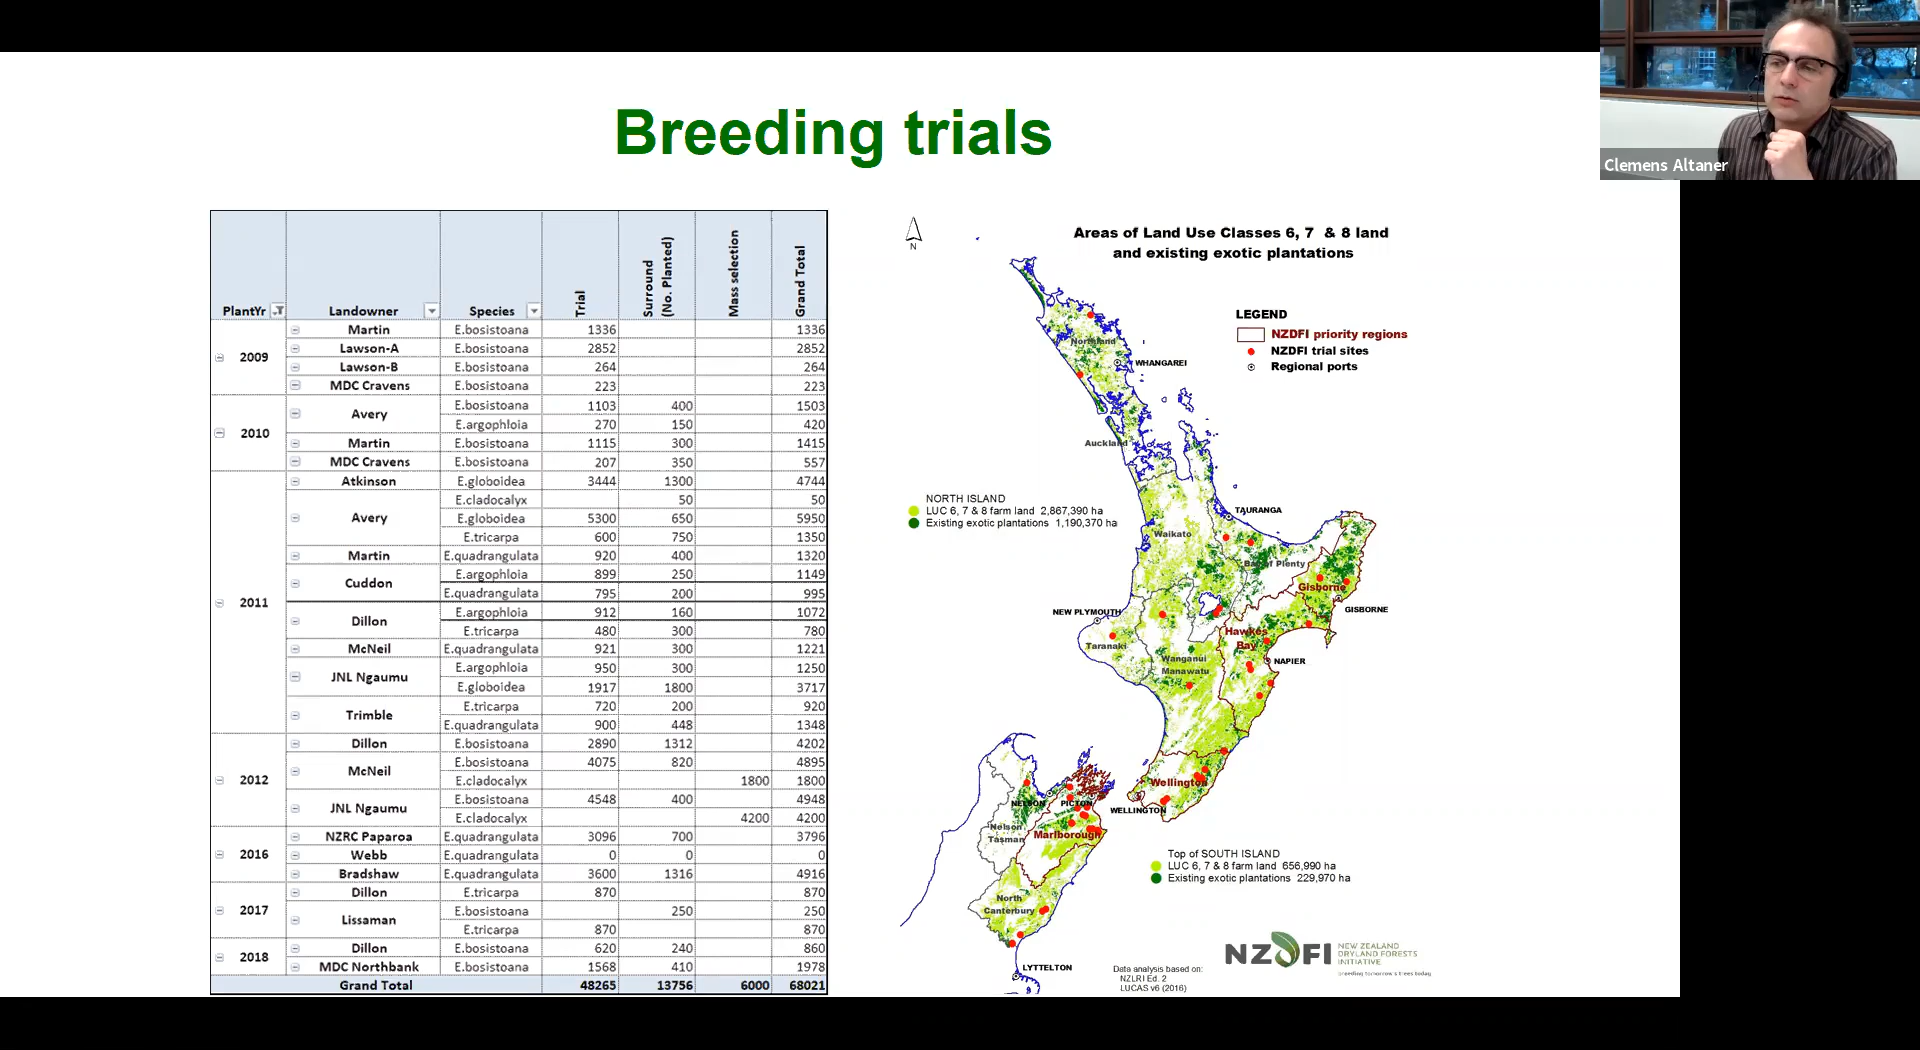 Clemens Altaner
Breeding trials
PlantYr Landowner Species Trial Surround (No. Planted) Mass selection Grand Total
2009 Martin E.bosistoana 1336 1336
Lawson-A E.bosistoana 2852 2852
Lawson-B E.bosistoana 264 264
MDC Cravens E.bosistoana 223 223
2010 Avery E.bosistoana 1103 400 1503
E.argophloia 270 150 420
Martin E.bosistoana 1115 300 1415
MDC Cravens E.bosistoana 207 350 557
2011 Atkinson E.globoidea 3444 1300 4744
Avery E.cladocalyx 50 50
E.globoidea 5300 650 5950
E.tricarpa 600 750 1350
Martin E.quadrangulata 920 400 1320
Cuddon E.argophloia 899 250 1149
E.quadrangulata 795 200 995
Dillon E.argophloia 912 160 1072
E.tricarpa 480 300 780
McNeil E.quadrangulata 921 300 1221
JNL Ngaumu E.argophloia 950 300 1250
E.globoidea 1917 1800 3717
Trimble E.tricarpa 720 200 920
E.quadrangulata 900 448 1348
2012 Dillon E.bosistoana 2890 1312 4202
McNeil E.bosistoana 4075 820 4895
E.cladocalyx 1800 1800
JNL Ngaumu E.bosistoana 4548 400 4948
E.cladocalyx 4200 4200
2016 NZRC Paparoa E.quadrangulata 3096 700 3796
Webb E.quadrangulata 0 0 0
Bradshaw E.quadrangulata 3600 1316 4916
2017 Dillon E.tricarpa 870 870
Lissaman E.bosistoana 250 250
E.tricarpa 870 870
2018 Dillon E.bosistoana 620 240 860
MDC Northbank E.bosistoana 1568 410 1978
Grand Total 48265 13756 6000 68021
N
Areas of Land Use Classes 6, 7 & 8 land
and existing exotic plantations
LEGEND
NZDFI priority regions
NZDFI trial sites
Regional ports
Northland
WHANGAREI
Auckland
NORTH ISLAND
LUC 6, 7 & 8 farm land 2,867,390 ha
Existing exotic plantations 1,190,370 ha
TAURANGA
Waikato
Bay of Plenty
Gisborne
GISBORNE
NEW PLYMOUTH
Taranaki
Hawkes
Bay
NAPIER
Wanganui
Manawatu
Wellington
WELLINGTON
NELSON
PICTON
Nelson
Tasman
Marlborough
Top of SOUTH ISLAND
LUC 6, 7 & 8 farm land 656,990 ha
Existing exotic plantations 229,970 ha
North
Canterbury
LYTTELTON
Data analysis based on:
NZLRI Ed. 2
LUCAS v6 (2016)
NZDFI
NEW ZEALAND
DRYLAND FORESTS
INITIATIVE
breeding tomorrow's trees today